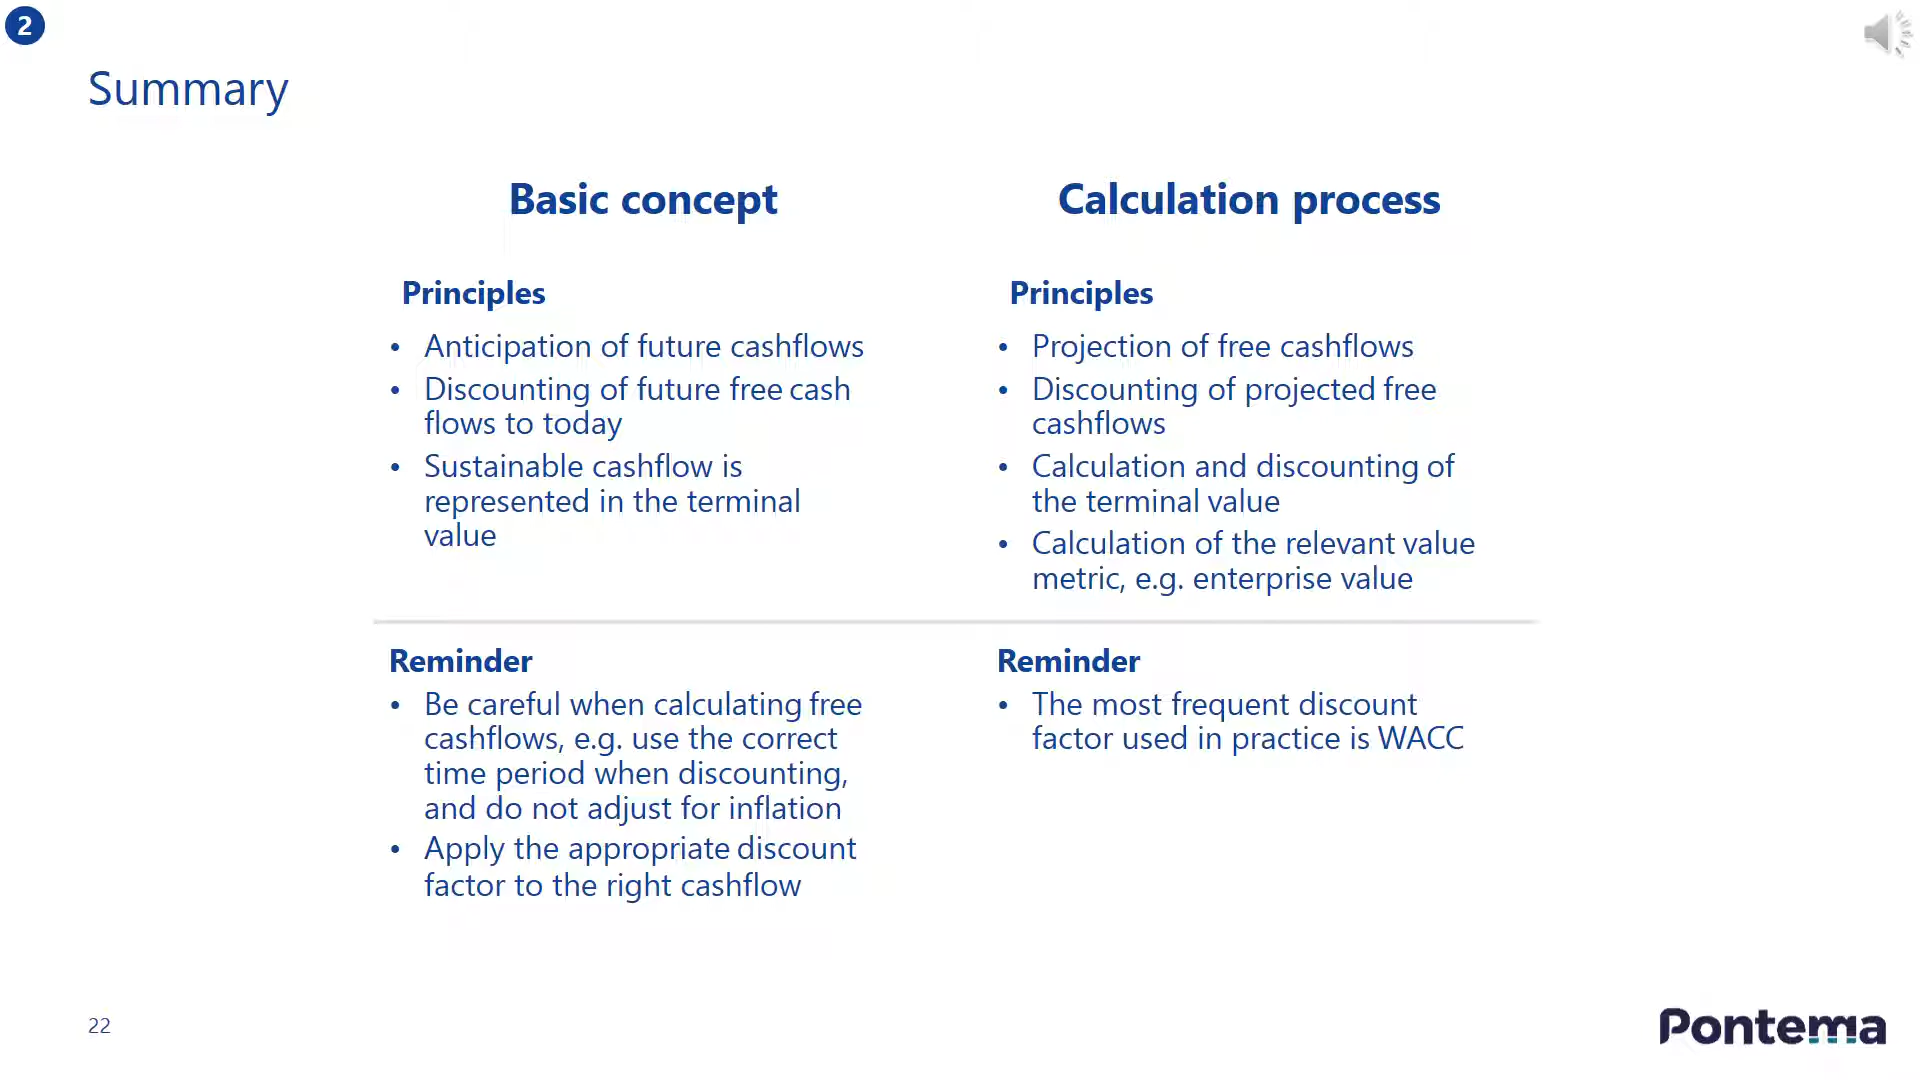 2
Summary
Basic concept
Principles
• Anticipation of future cashflows
• Discounting of future free cash
flows to today
• Sustainable cashflow is
represented in the terminal
value
Reminder
• Be careful when calculating free
cashflows, e.g. use the correct
time period when discounting,
and do not adjust for inflation
• Apply the appropriate discount
factor to the right cashflow
Calculation process
Principles
• Projection of free cashflows
• Discounting of projected free
cashflows
• Calculation and discounting of
the terminal value
• Calculation of the relevant value
metric, e.g. enterprise value
Reminder
• The most frequent discount
factor used in practice is WACC
22
Pontema